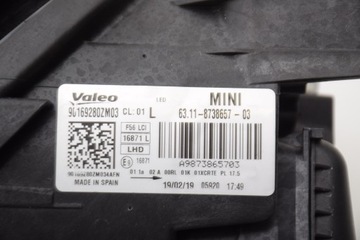 Valeo LED MINI
90169280ZM03 CL:01 L 63.11-8738657-03
F56 LCI
16871 L
LHD
16871
A9873865703
MADE IN SPAIN 19/02/19 05920 17:49